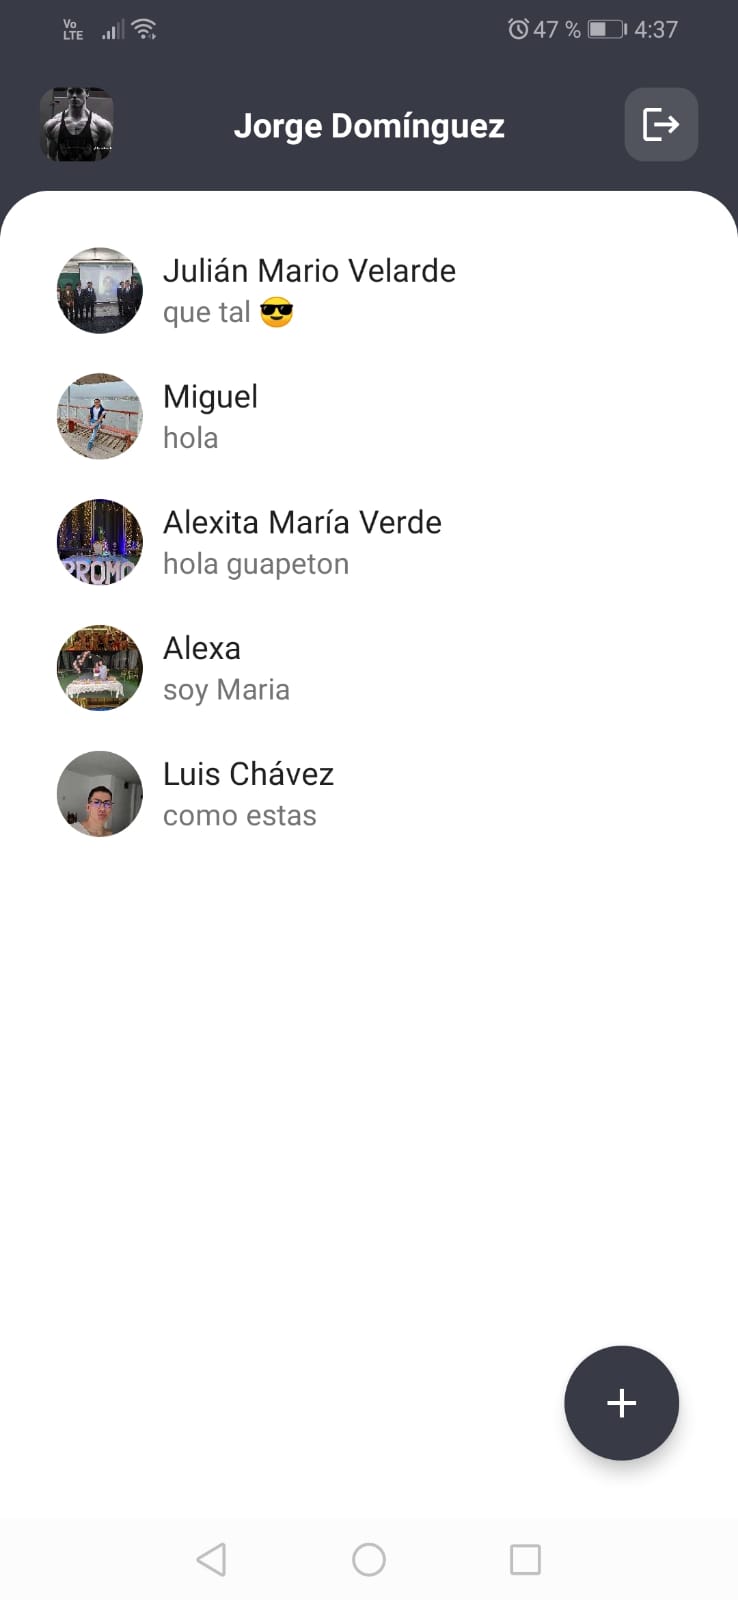 Vo
LTE
47 % 4:37
Jorge Domínguez
Julián Mario Velarde
que tal 😎
Miguel
hola
Alexita María Verde
hola guapeton
PROMO
Alexa
soy Maria
Luis Chávez
como estas